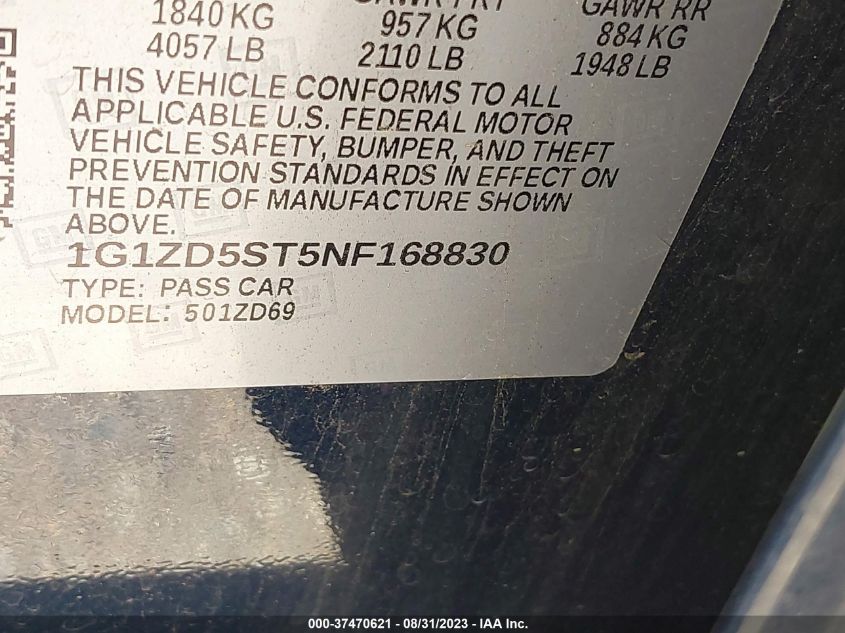 GAWR RR
1840 KG 957 KG 884 KG
4057 LB 2110 LB 1948 LB
THIS VEHICLE CONFORMS TO ALL
APPLICABLE U.S. FEDERAL MOTOR
VEHICLE SAFETY, BUMPER, AND THEFT
PREVENTION STANDARDS IN EFFECT ON
THE DATE OF MANUFACTURE SHOWN
ABOVE.
1G1ZD5ST5NF168830
TYPE: PASS CAR
MODEL: 501ZD69
000-37470621 - 08/31/2023 - IAA Inc.